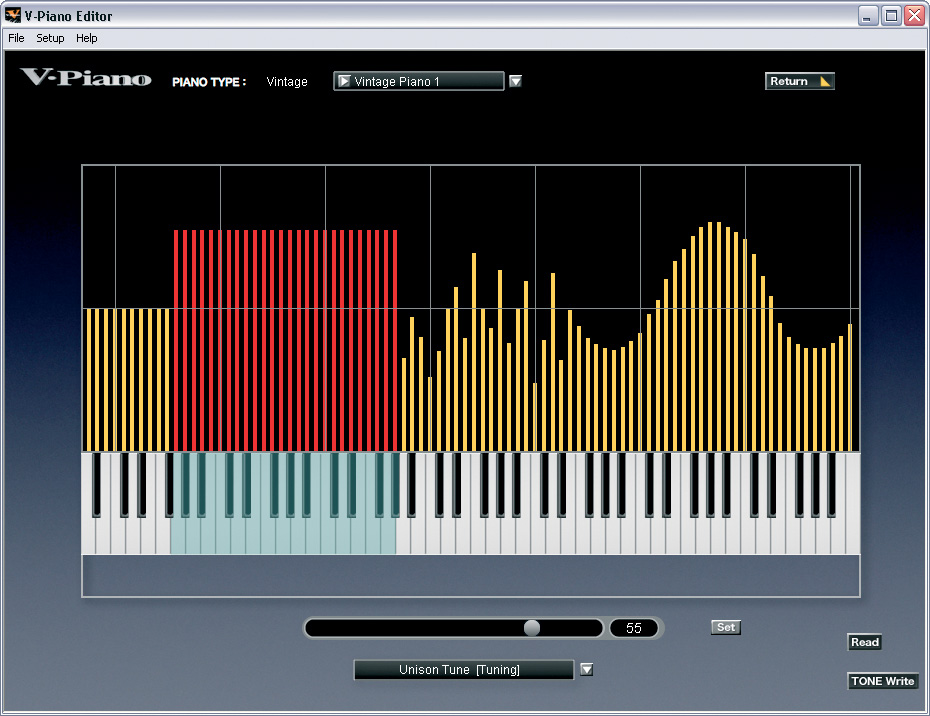 V-Piano Editor
File Setup Help
V-Piano PIANO TYPE : Vintage Vintage Piano 1 Return
55 Set
Read
Unison Tune [Tuning]
TONE Write